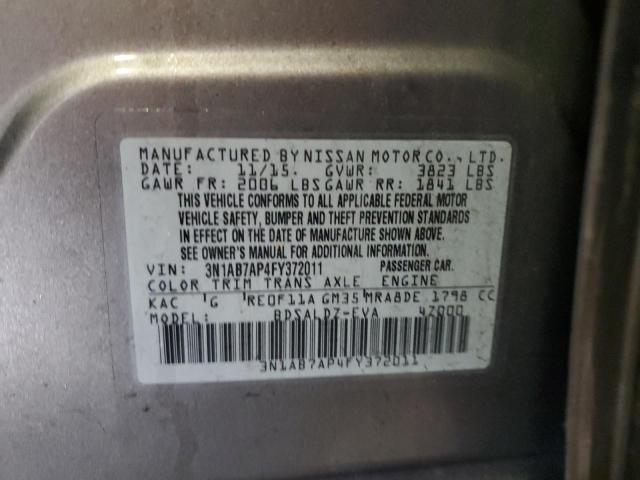 MANUFACTURED BY NISSAN MOTOR CO., LTD.
DATE: 11/15. GVWR: 3823 LBS
GAWR FR: 2006 LBS GAWR RR: 1841 LBS
THIS VEHICLE CONFORMS TO ALL APPLICABLE FEDERAL MOTOR
VEHICLE SAFETY, BUMPER AND THEFT PREVENTION STANDARDS
IN EFFECT ON THE DATE OF MANUFACTURE SHOWN ABOVE.
SEE OWNER'S MANUAL FOR ADDITIONAL INFORMATION.
VIN: 3N1AB7AP4FY372011 PASSENGER CAR.
COLOR TRIM TRANS AXLE ENGINE
KAC G RE0F11A GM35 MRA8DE 1798 CC
MODEL: BDSALDZ-EVA 47000
3N1AB7AP4FY372011